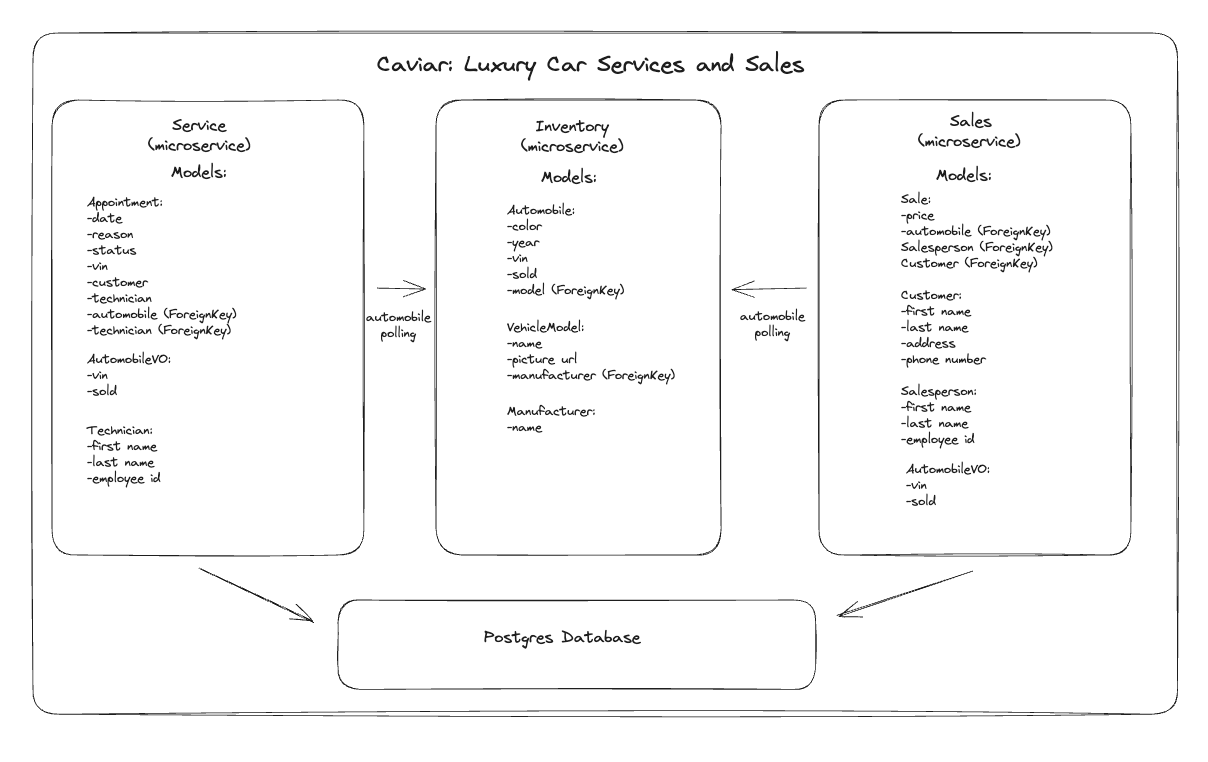 Caviar: Luxury Car Services and Sales
Service
(microservice)
Models:
Appointment:
-date
-reason
-status
-vin
-customer
-technician
-automobile (ForeignKey)
-technician (ForeignKey)
AutomobileVO:
-vin
-sold
Technician:
-first name
-last name
-employee id
automobile
polling
Inventory
(microservice)
Models:
Automobile:
-color
-year
-vin
-sold
-model (ForeignKey)
VehicleModel:
-name
-picture url
-manufacturer (ForeignKey)
Manufacturer:
-name
automobile
polling
Sales
(microservice)
Models:
Sale:
-price
-automobile (ForeignKey)
Salesperson (ForeignKey)
Customer (ForeignKey)
Customer:
-first name
-last name
-address
-phone number
Salesperson:
-first name
-last name
-employee id
AutomobileVO:
-vin
-sold
Postgres Database